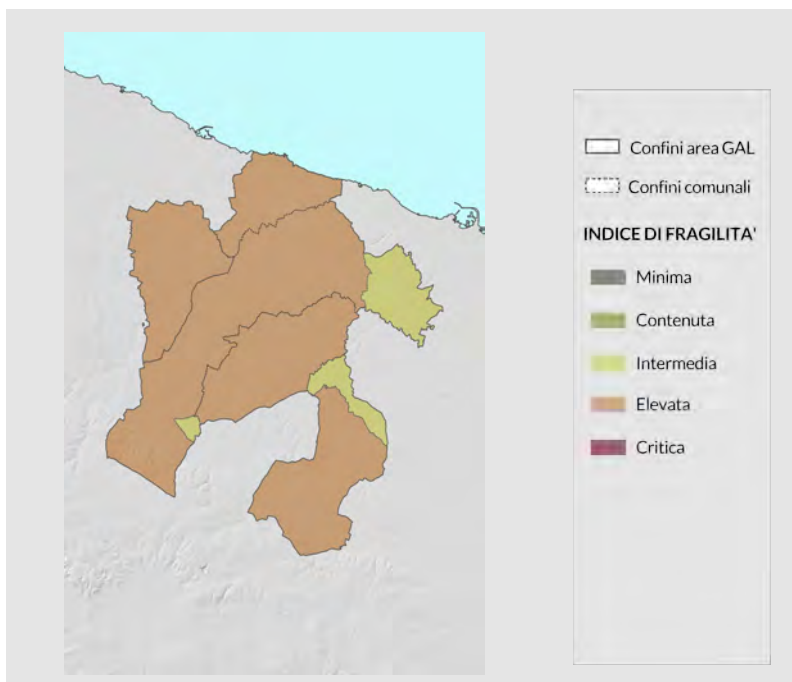 Confini area GAL
Confini comunali
INDICE DI FRAGILITA'
Minima
Contenuta
Intermedia
Elevata
Critica